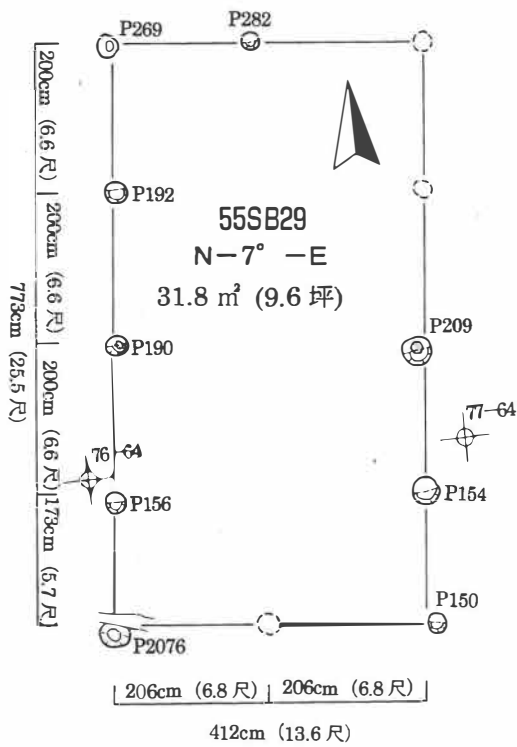 P269
P282
P192
55SB29
N－7°－E
31.8㎡ (9.6坪)
P190
P209
76－64
77－64
P156
P154
P150
P2076
200cm (6.6尺)
200cm (6.6尺)
200cm (6.6尺)
173cm (5.7尺)
773cm (25.5尺)
206cm (6.8尺)
206cm (6.8尺)
412cm (13.6尺)